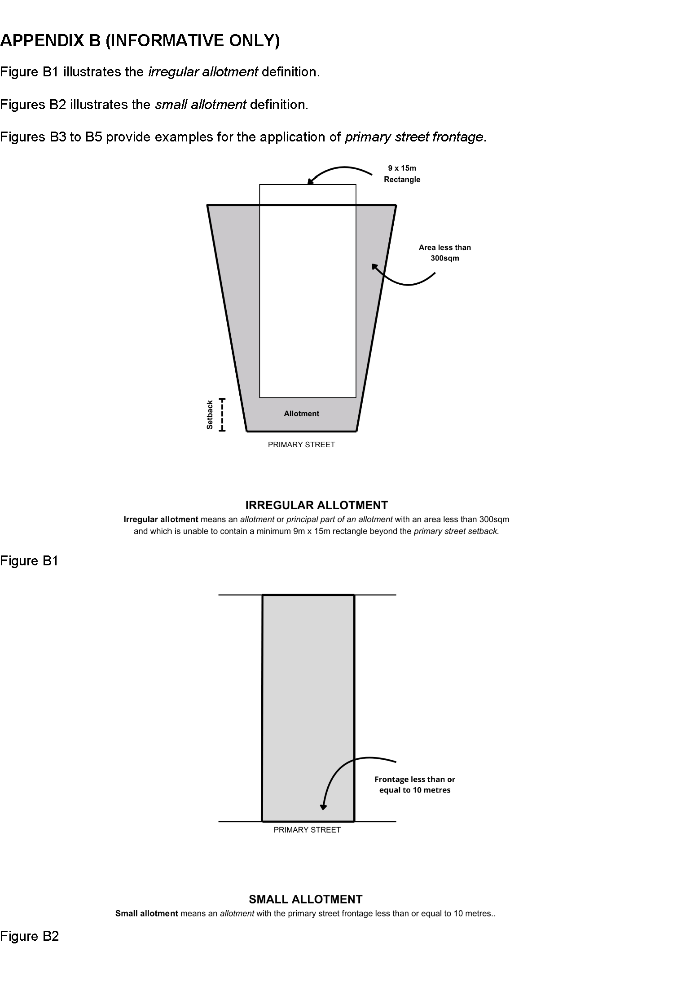 APPENDIX B (INFORMATIVE ONLY)
Figure B1 illustrates the irregular allotment definition.
Figures B2 illustrates the small allotment definition.
Figures B3 to B5 provide examples for the application of primary street frontage.
9 x 15m
Rectangle
Area less than
300sqm
Setback
Allotment
PRIMARY STREET
IRREGULAR ALLOTMENT
Irregular allotment means an allotment or principal part of an allotment with an area less than 300sqm
and which is unable to contain a minimum 9m x 15m rectangle beyond the primary street setback.
Figure B1
Frontage less than or
equal to 10 metres
PRIMARY STREET
SMALL ALLOTMENT
Small allotment means an allotment with the primary street frontage less than or equal to 10 metres..
Figure B2